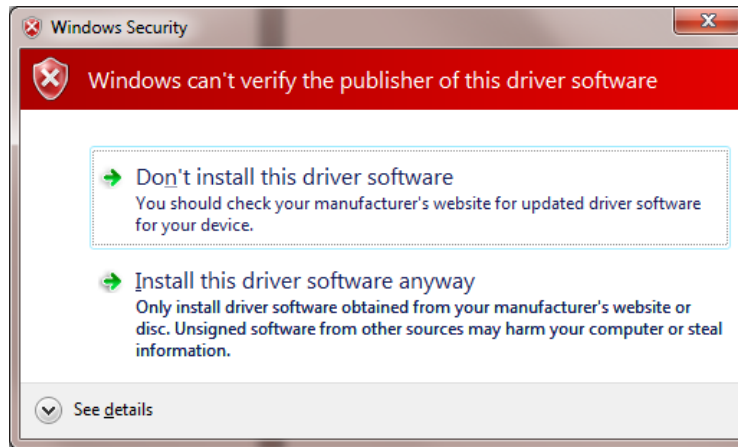 Windows Security
Windows can't verify the publisher of this driver software
Don't install this driver software
You should check your manufacturer's website for updated driver software
for your device.
Install this driver software anyway
Only install driver software obtained from your manufacturer's website or
disc. Unsigned software from other sources may harm your computer or steal
information.
See details